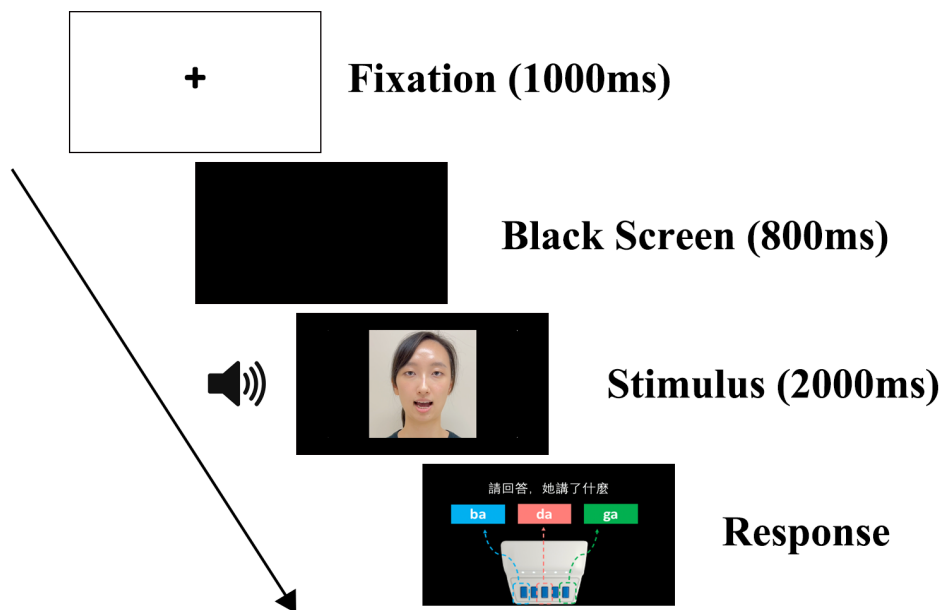 Fixation (1000ms)
Black Screen (800ms)
Stimulus (2000ms)
請回答，她講了什麼
ba da ga
Response